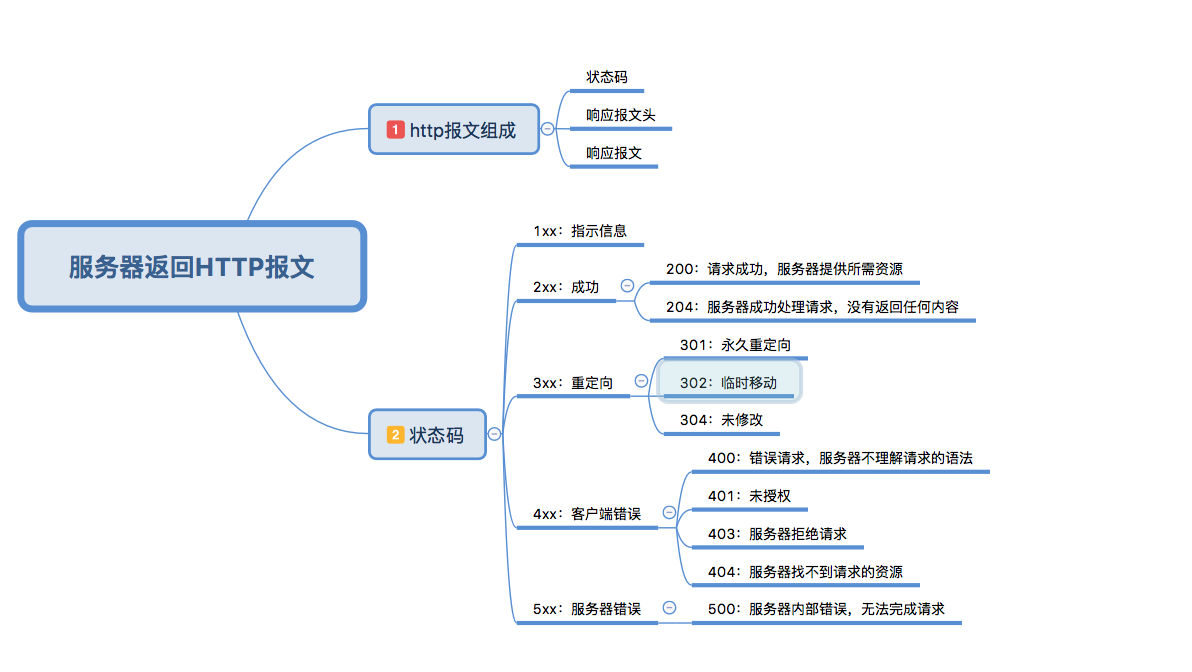 服务器返回HTTP报文
1 http报文组成
状态码
响应报文头
响应报文
2 状态码
1xx：指示信息
2xx：成功
200：请求成功，服务器提供所需资源
204：服务器成功处理请求，没有返回任何内容
3xx：重定向
301：永久重定向
302：临时移动
304：未修改
4xx：客户端错误
400：错误请求，服务器不理解请求的语法
401：未授权
403：服务器拒绝请求
404：服务器找不到请求的资源
5xx：服务器错误
500：服务器内部错误，无法完成请求